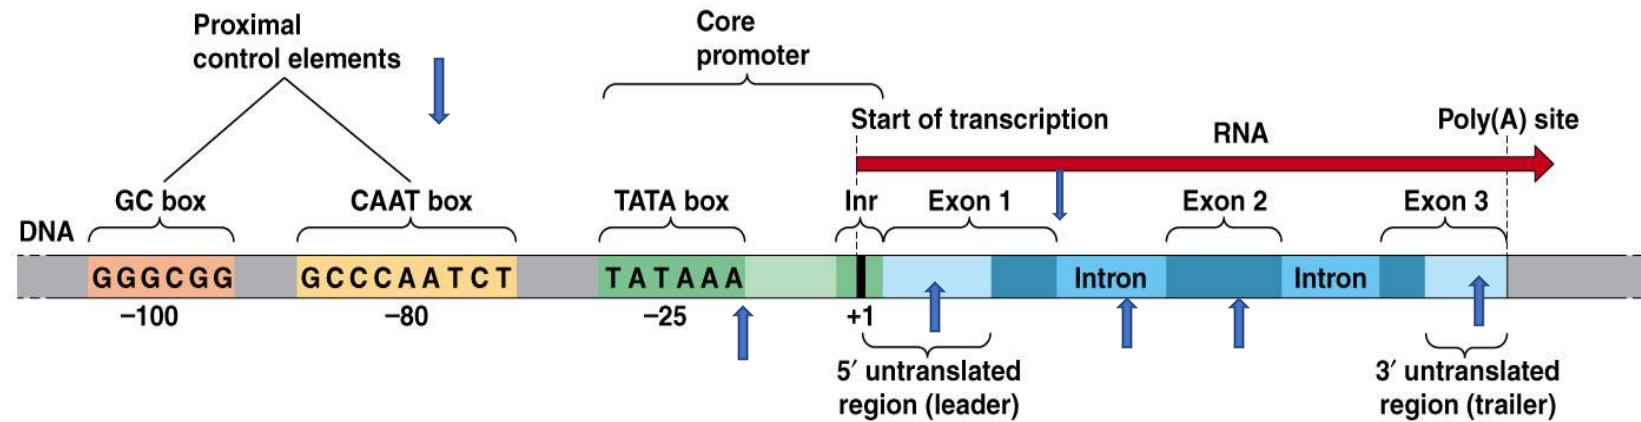 Proximal
control elements
Core
promoter
Start of transcription
RNA
Poly(A) site
GC box
CAAT box
TATA box
Inr
Exon 1
Exon 2
Exon 3
DNA
GGGCGG
GCCCAATCT
TATAAA
Intron
Intron
–100
–80
–25
+1
5′ untranslated
region (leader)
3′ untranslated
region (trailer)